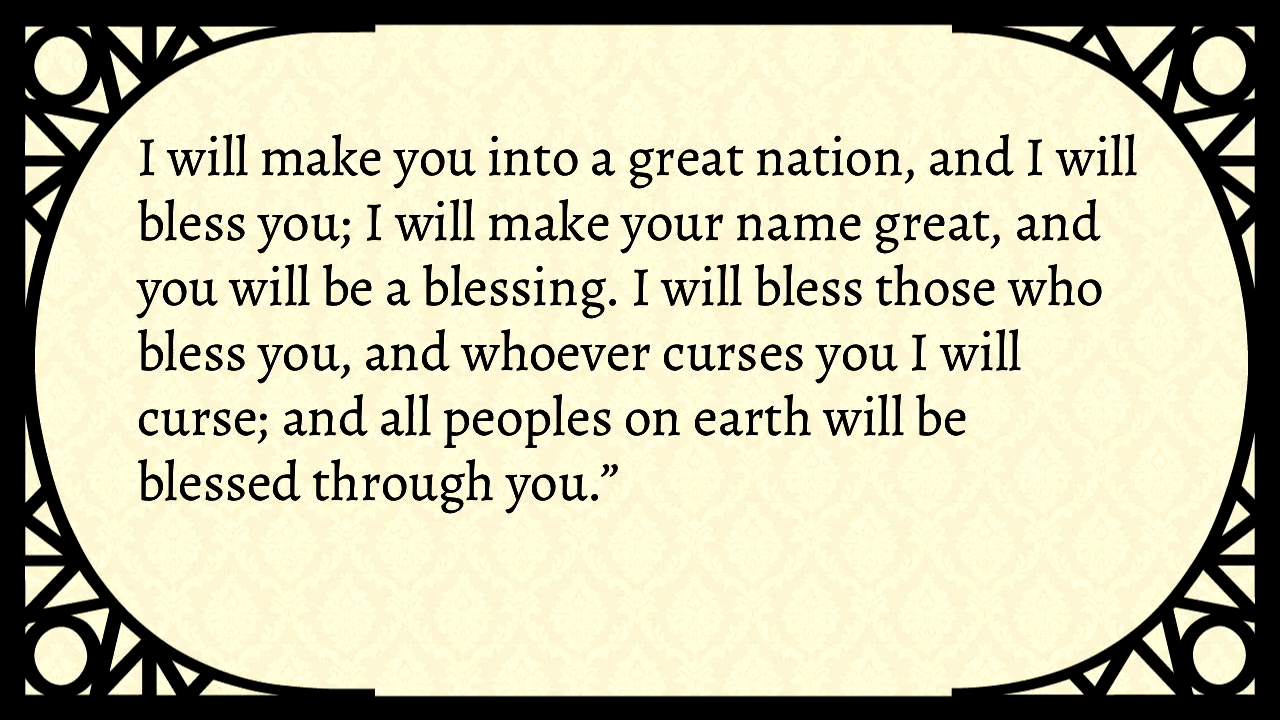 I will make you into a great nation, and I will
bless you; I will make your name great, and
you will be a blessing. I will bless those who
bless you, and whoever curses you I will
curse; and all peoples on earth will be
blessed through you.”